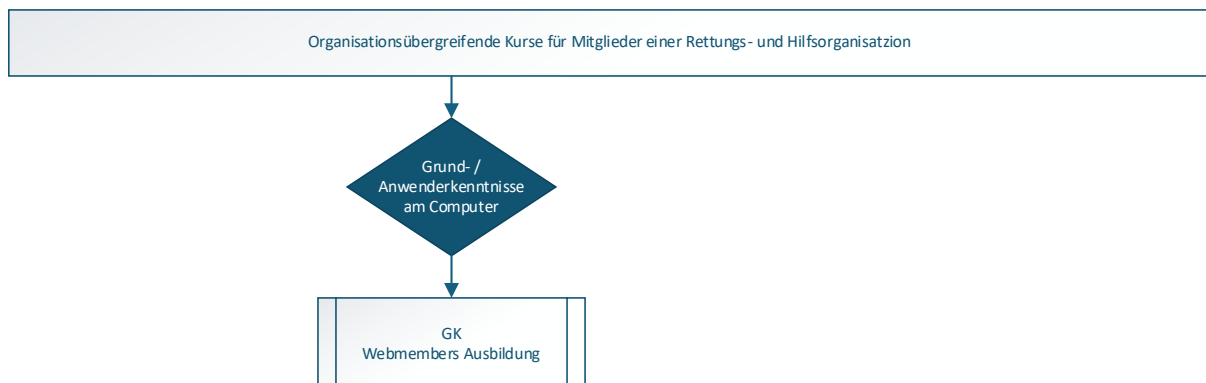 Organisationsübergreifende Kurse für Mitglieder einer Rettungs- und Hilfsorganisatzion
Grund- /
Anwenderkenntnisse
am Computer
GK
Webmembers Ausbildung